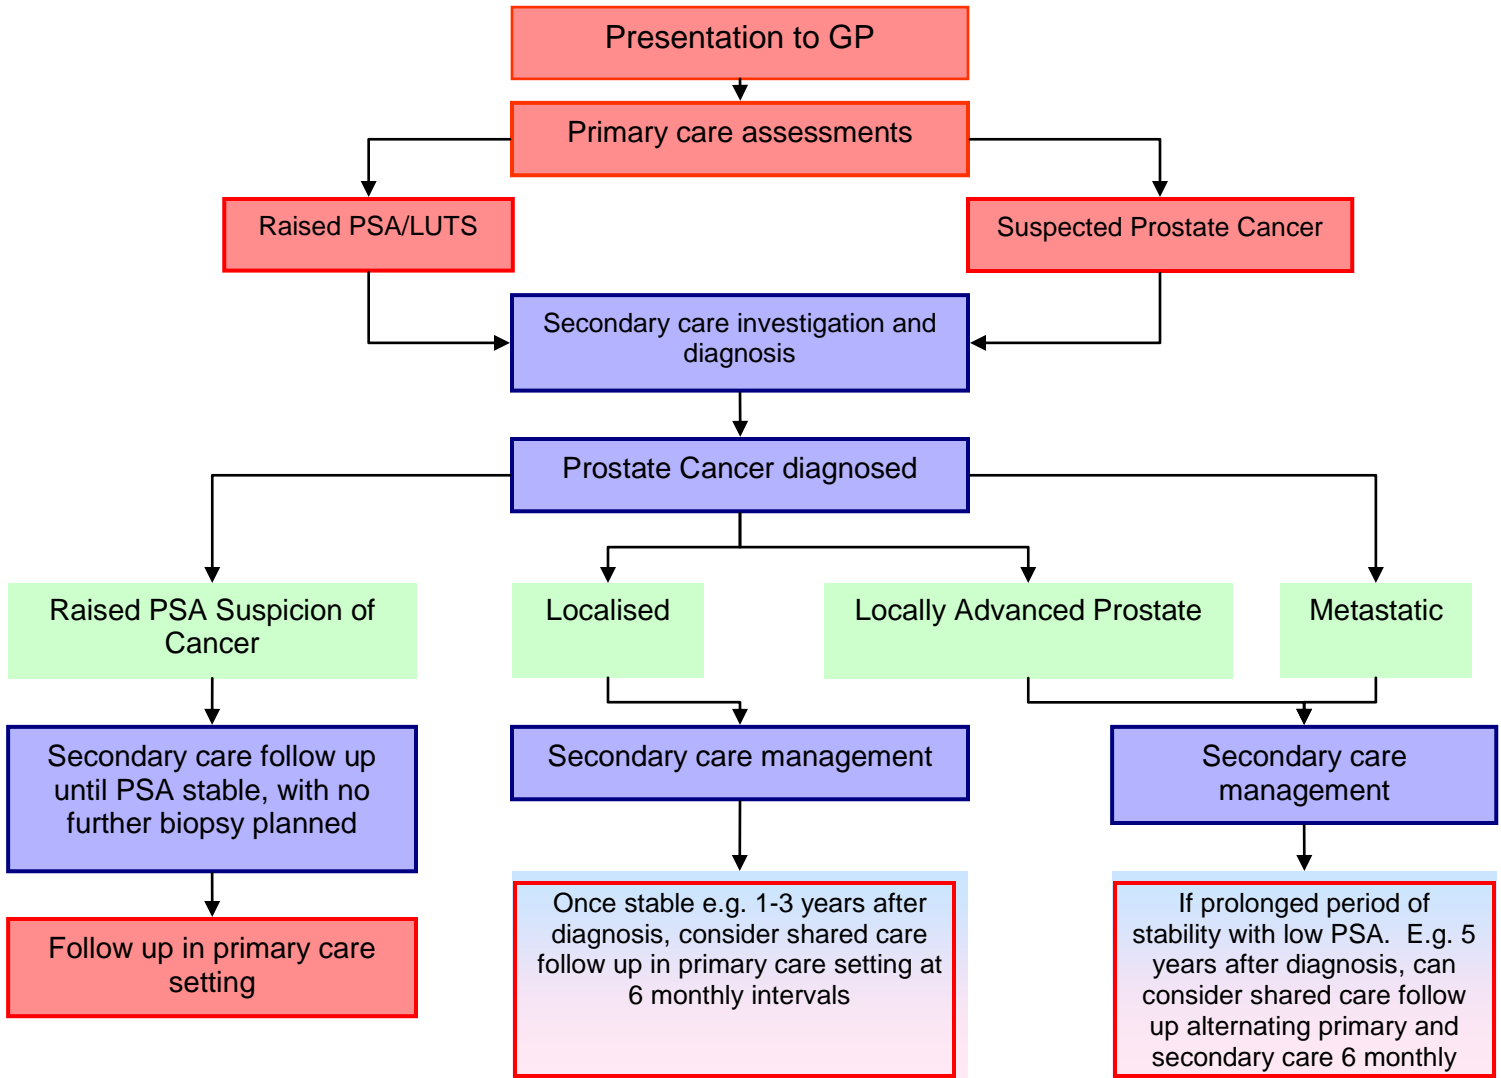 Presentation to GP
Primary care assessments
Raised PSA/LUTS
Suspected Prostate Cancer
Secondary care investigation and
diagnosis
Prostate Cancer diagnosed
Raised PSA Suspicion of
Cancer
Localised
Locally Advanced Prostate
Metastatic
Secondary care follow up
until PSA stable, with no
further biopsy planned
Secondary care management
Secondary care
management
Follow up in primary care
setting
Once stable e.g. 1-3 years after
diagnosis, consider shared care
follow up in primary care setting at
6 monthly intervals
If prolonged period of
stability with low PSA.  E.g. 5
years after diagnosis, can
consider shared care follow
up alternating primary and
secondary care 6 monthly